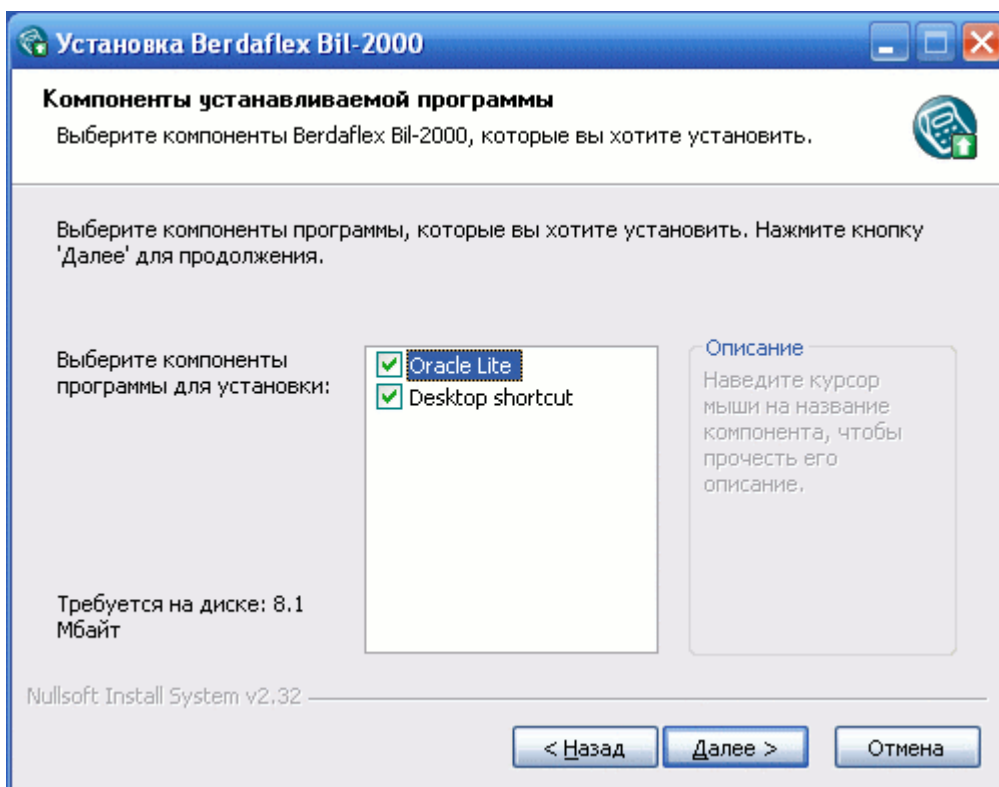 Установка Berdaflex Bil-2000
Компоненты устанавливаемой программы
Выберите компоненты Berdaflex Bil-2000, которые вы хотите установить.
Выберите компоненты программы, которые вы хотите установить. Нажмите кнопку
'Далее' для продолжения.
Выберите компоненты
программы для установки:
Oracle Lite
Desktop shortcut
Описание
Наведите курсор
мыши на название
компонента, чтобы
прочесть его
описание.
Требуется на диске: 8.1
Мбайт
Nullsoft Install System v2.32
< Назад
Далее >
Отмена